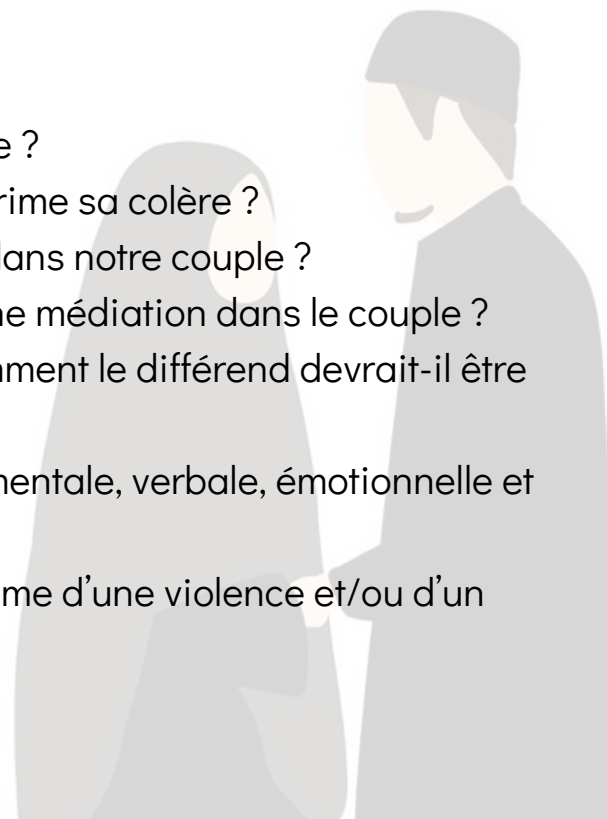 e ?
rime sa colère ?
dans notre couple ?
ne médiation dans le couple ?
mment le différend devrait-il être
mentale, verbale, émotionnelle et
me d’une violence et/ou d’un